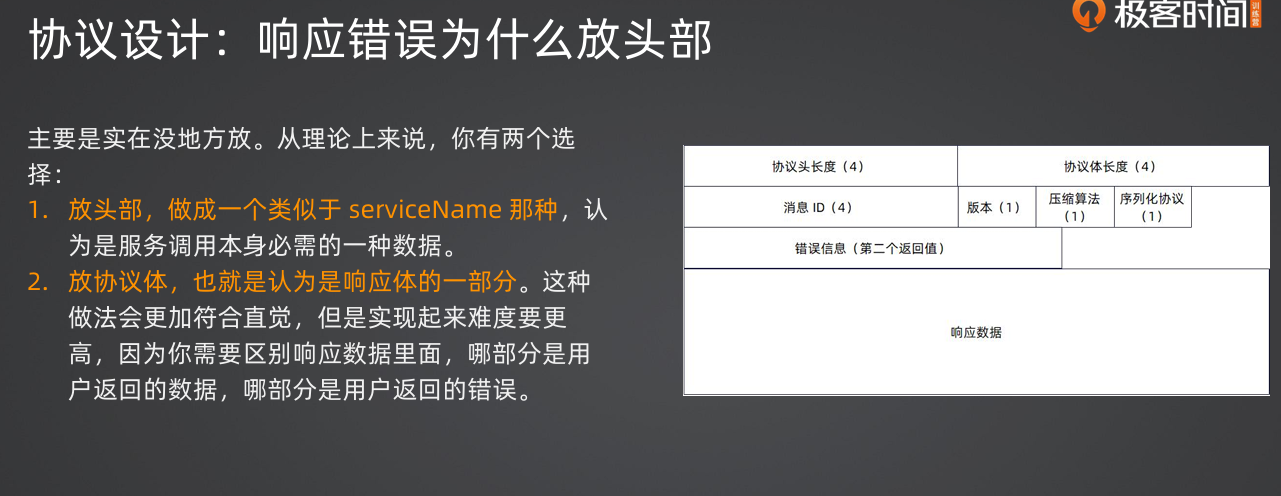 协议设计：响应错误为什么放头部
极客时间
训练营
主要是实在没地方放。从理论上来说，你有两个选
择：
1. 放头部，做成一个类似于 serviceName 那种，认
为是服务调用本身必需的一种数据。
2. 放协议体，也就是认为是响应体的一部分。这种
做法会更加符合直觉，但是实现起来难度要更
高，因为你需要区别响应数据里面，哪部分是用
户返回的数据，哪部分是用户返回的错误。
协议头长度（4）
协议体长度（4）
消息 ID（4）
版本（1）
压缩算法
（1）
序列化协议
（1）
错误信息（第二个返回值）
响应数据